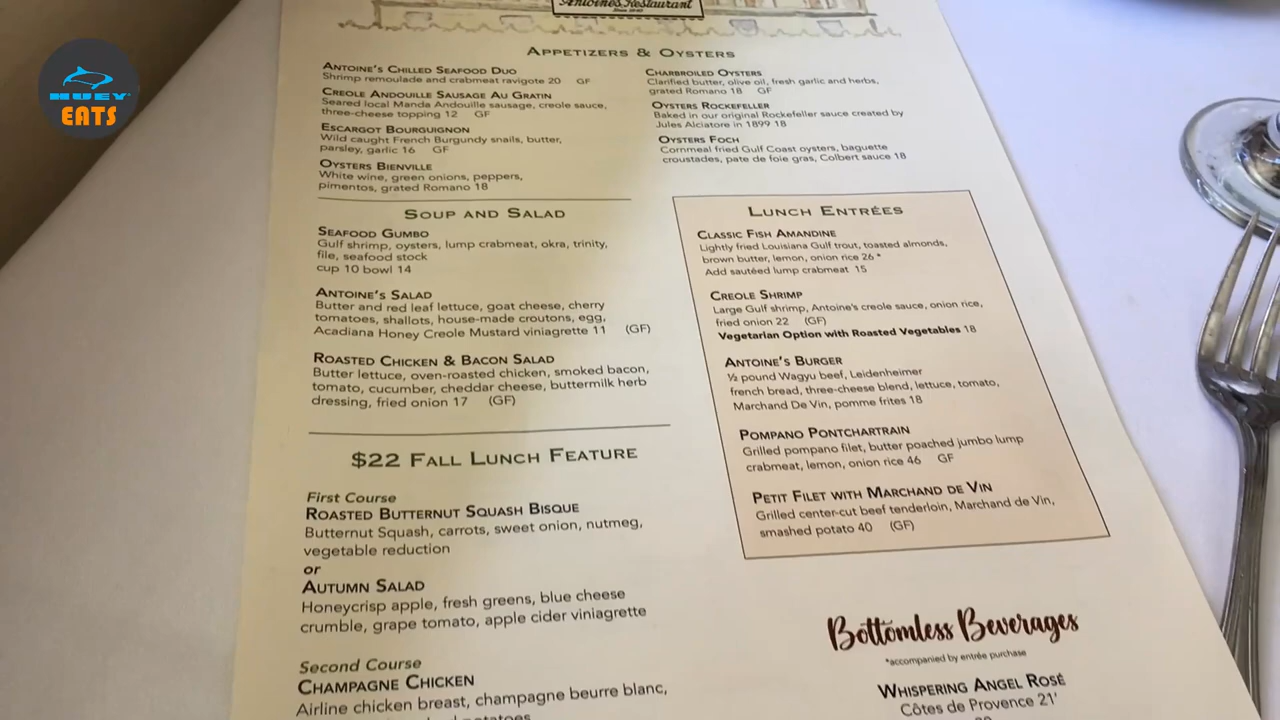 HUEY
EATS
Antoine's Restaurant
APPETIZERS & OYSTERS
ANTOINE'S CHILLED SEAFOOD DUO
Shrimp remoulade and crabmeat ravigote 20 GF
CREOLE ANDOUILLE SAUSAGE AU GRATIN
Seared local Manda Andouille sausage, creole sauce,
three-cheese topping 12 GF
ESCARGOT BOURGUIGNON
Wild caught French Burgundy snails, butter,
parsley, garlic 16 GF
OYSTERS BIENVILLE
White wine, green onions, peppers,
pimentos, grated Romano 18
CHARBROILED OYSTERS
Clarified butter, olive oil, fresh garlic and herbs,
grated Romano 18 GF
OYSTERS ROCKEFELLER
Baked in our original Rockefeller sauce created by
Jules Alciatore in 1899 18
OYSTERS FOCH
Cornmeal fried Gulf Coast oysters, baguette
croustades, pate de foie gras, Colbert sauce 18
SOUP AND SALAD
SEAFOOD GUMBO
Gulf shrimp, oysters, lump crabmeat, okra, trinity,
file, seafood stock
cup 10 bowl 14
ANTOINE'S SALAD
Butter and red leaf lettuce, goat cheese, cherry
tomatoes, shallots, house-made croutons, egg,
Acadiana Honey Creole Mustard viniagrette 11 (GF)
ROASTED CHICKEN & BACON SALAD
Butter lettuce, oven-roasted chicken, smoked bacon,
tomato, cucumber, cheddar cheese, buttermilk herb
dressing, fried onion 17 (GF)
$22 FALL LUNCH FEATURE
First Course
ROASTED BUTTERNUT SQUASH BISQUE
Butternut Squash, carrots, sweet onion, nutmeg,
vegetable reduction
or
AUTUMN SALAD
Honeycrisp apple, fresh greens, blue cheese
crumble, grape tomato, apple cider viniagrette
Second Course
CHAMPAGNE CHICKEN
Airline chicken breast, champagne beurre blanc,
LUNCH ENTRÉES
CLASSIC FISH AMANDINE
Lightly fried Louisiana Gulf trout, toasted almonds,
brown butter, lemon, onion rice 26 *
Add sautéed lump crabmeat 15
CREOLE SHRIMP
Large Gulf shrimp, Antoine's creole sauce, onion rice,
fried onion 22 (GF)
Vegetarian Option with Roasted Vegetables 18
ANTOINE'S BURGER
½ pound Wagyu beef, Leidenheimer
french bread, three-cheese blend, lettuce, tomato,
Marchand De Vin, pomme frites 18
POMPANO PONTCHARTRAIN
Grilled pompano filet, butter poached jumbo lump
crabmeat, lemon, onion rice 46 GF
PETIT FILET WITH MARCHAND DE VIN
Grilled center-cut beef tenderloin, Marchand de Vin,
smashed potato 40 (GF)
Bottomless Beverages
*accompanied by entrée purchase
WHISPERING ANGEL ROSÉ
Côtes de Provence 21'